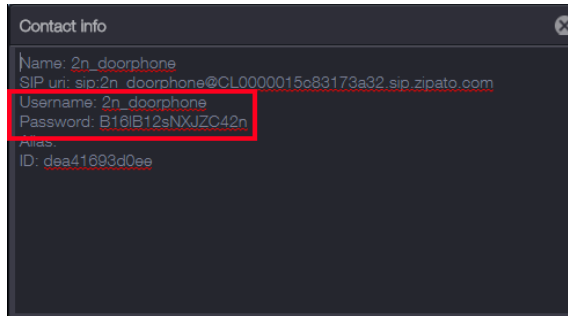 Contact info
Name: 2n_doorphone
SIP uri: sip:2n_doorphone@CL0000015c83173a32.sip.zipato.com
Username: 2n_doorphone
Password: B16lB12sNXJZC42n
Alias:
ID: dea41693d0ee